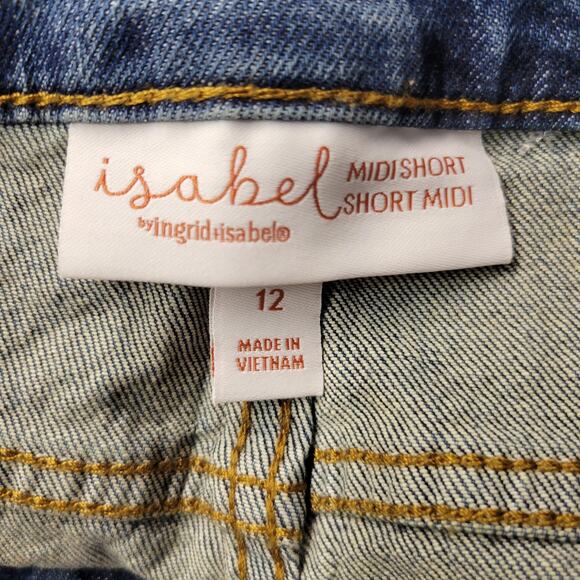 isabel
MIDI SHORT
SHORT MIDI
by ingrid+isabel®
12
MADE IN
VIETNAM